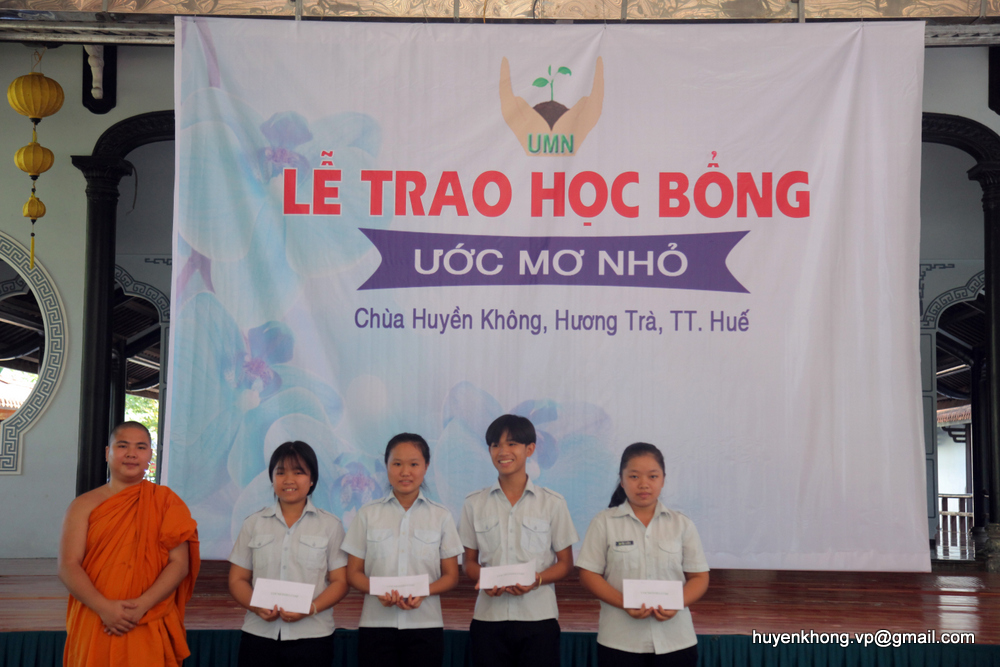 UMN
LỄ TRAO HỌC BỔNG
ƯỚC MƠ NHỎ
Chùa Huyền Không, Hương Trà, TT. Huế
huyenkhong.vp@gmail.com